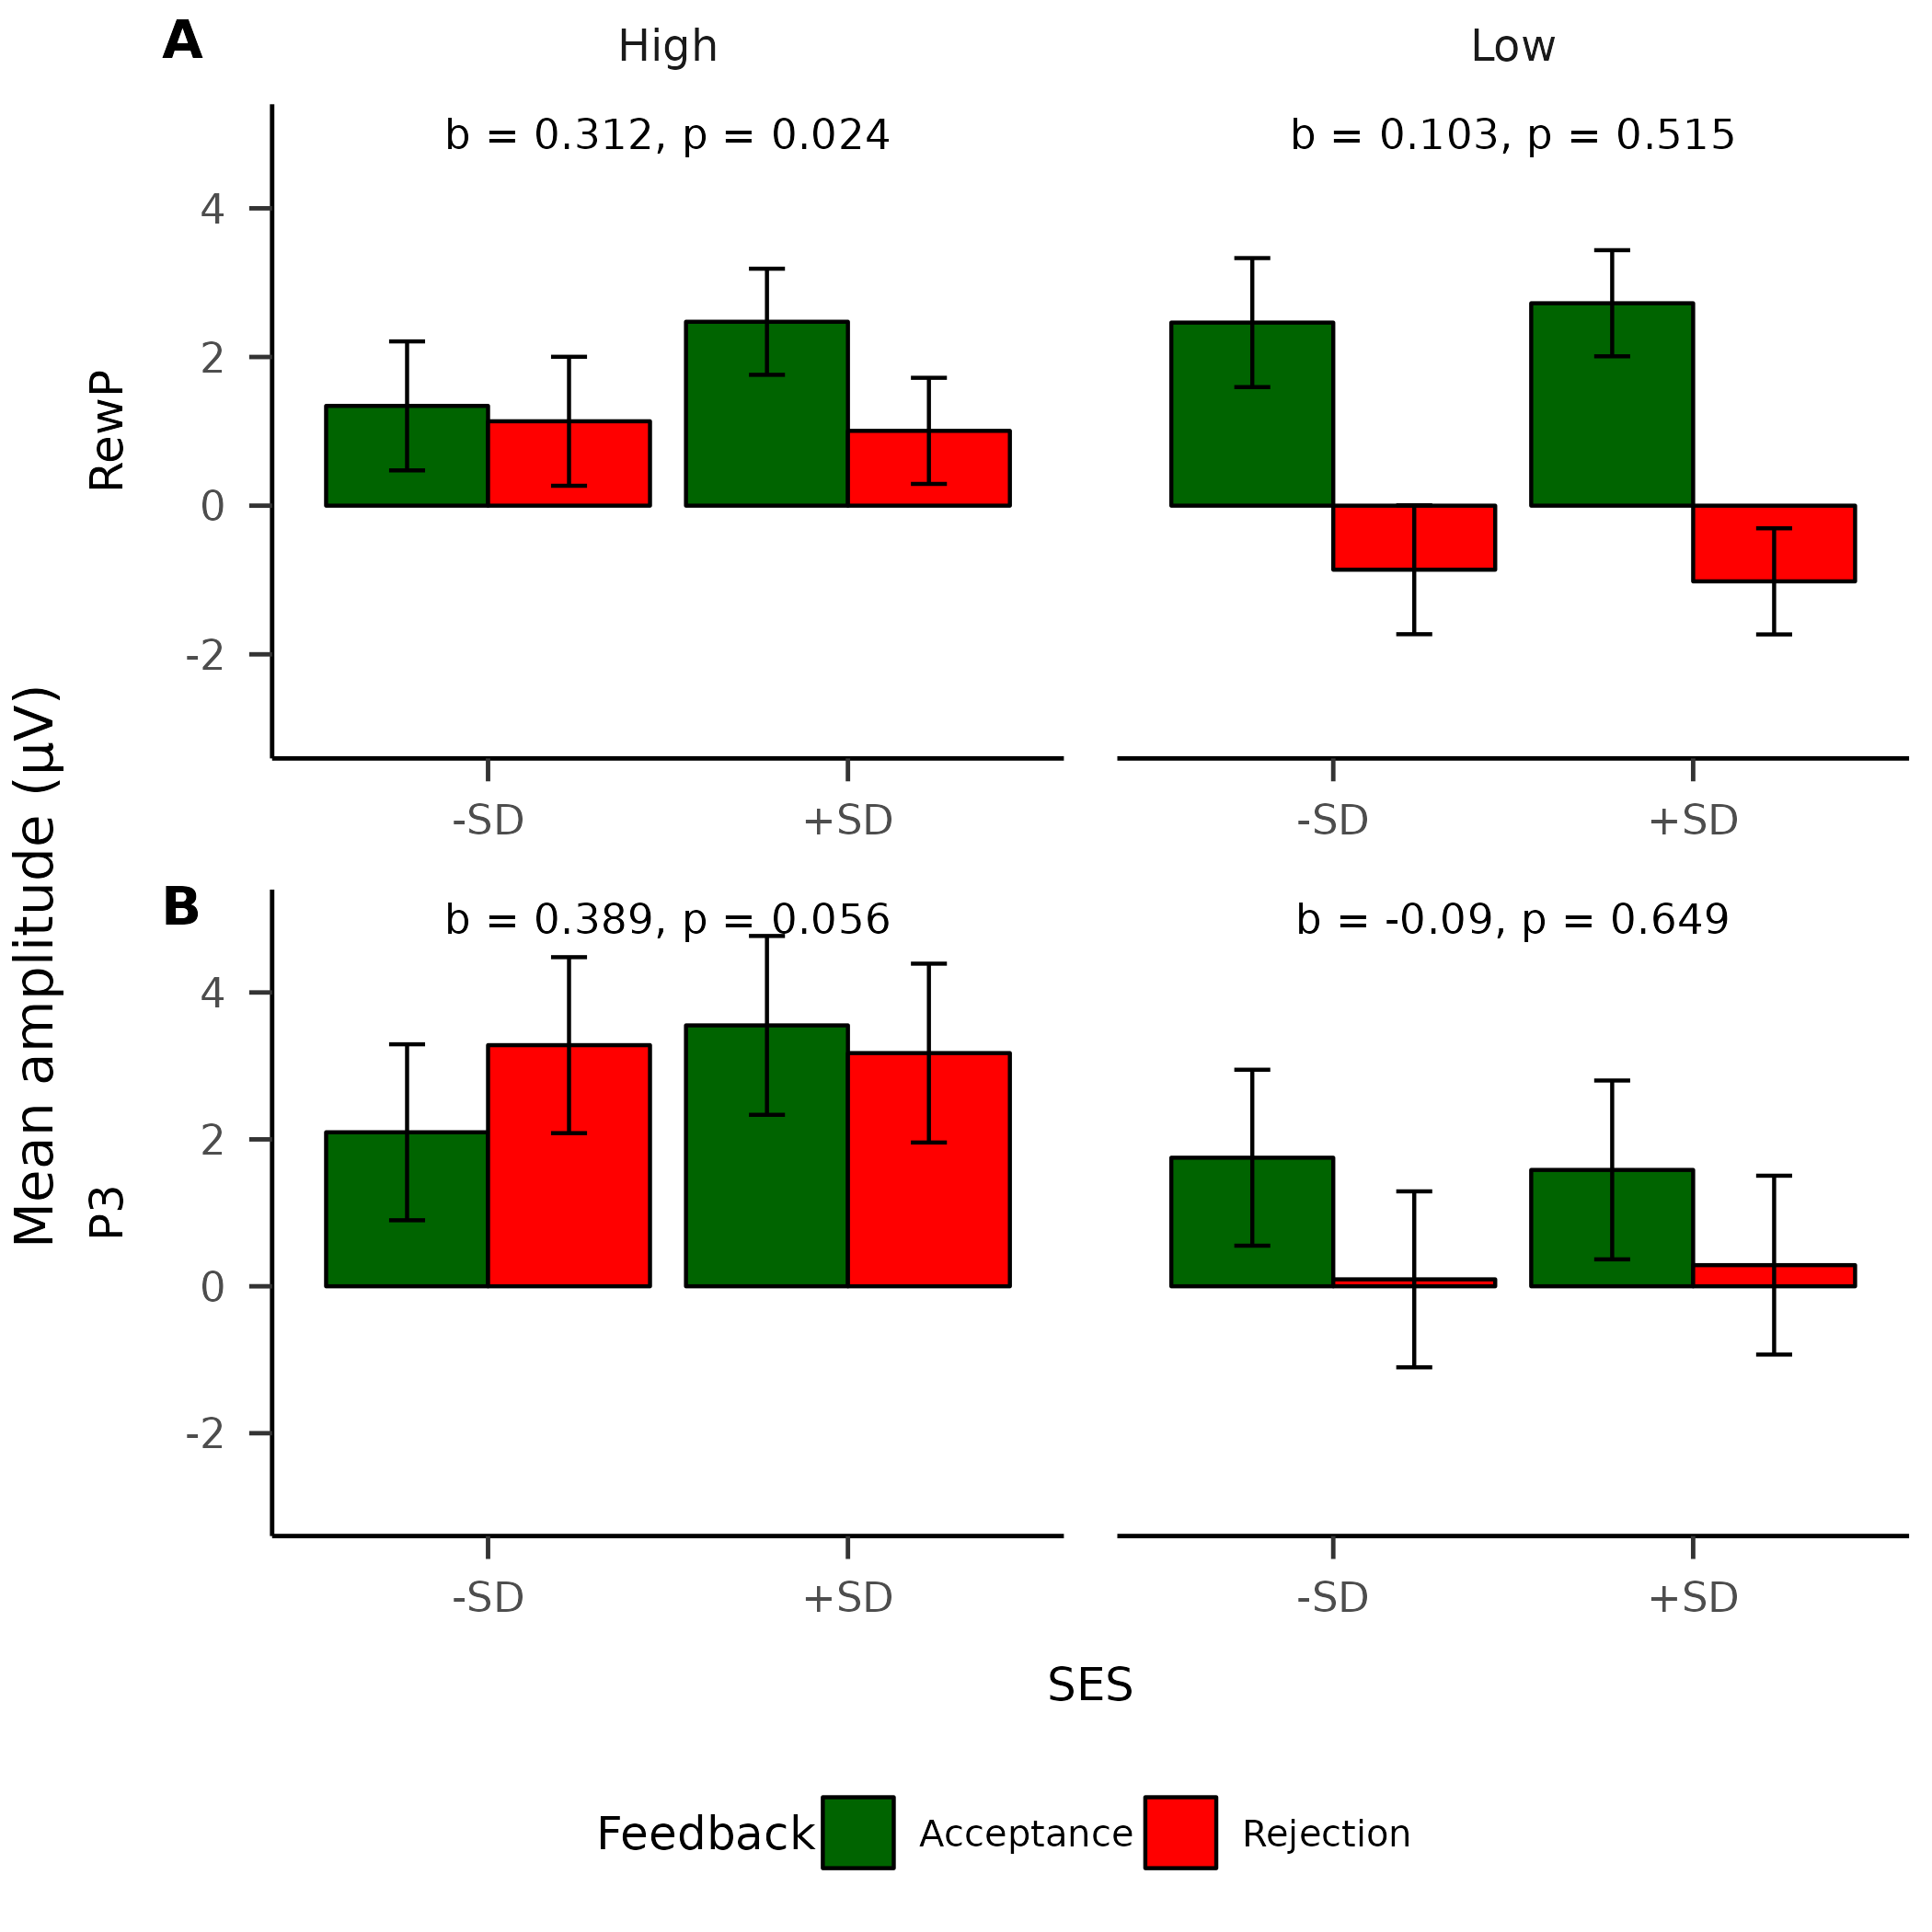 A
High
Low
b = 0.312, p = 0.024
b = 0.103, p = 0.515
4
2
0
-2
RewP
-SD
+SD
-SD
+SD
Mean amplitude (µV)
B
b = 0.389, p = 0.056
b = -0.09, p = 0.649
4
2
0
-2
P3
-SD
+SD
-SD
+SD
SES
Feedback Acceptance Rejection